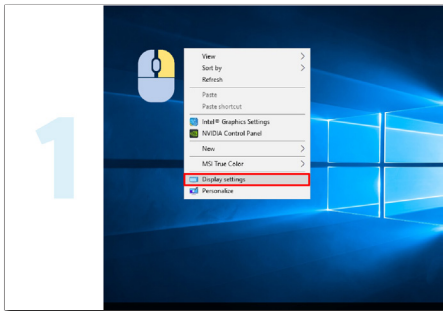 1
View
Sort by
Refresh
Paste
Paste shortcut
Intel® Graphics Settings
NVIDIA Control Panel
New
MSI True Color
Display settings
Personalize